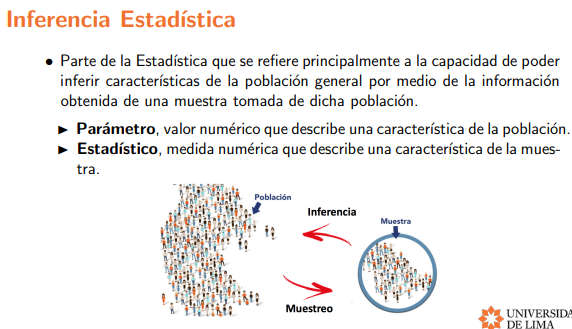 Inferencia Estadística
• Parte de la Estadística que se refiere principalmente a la capacidad de poder
inferir características de la población general por medio de la información
obtenida de una muestra tomada de dicha población.
▶ Parámetro, valor numérico que describe una característica de la población.
▶ Estadístico, medida numérica que describe una característica de la mues-
tra.
Población
Inferencia
Muestra
Muestreo
UNIVERSIDA
DE LIMA